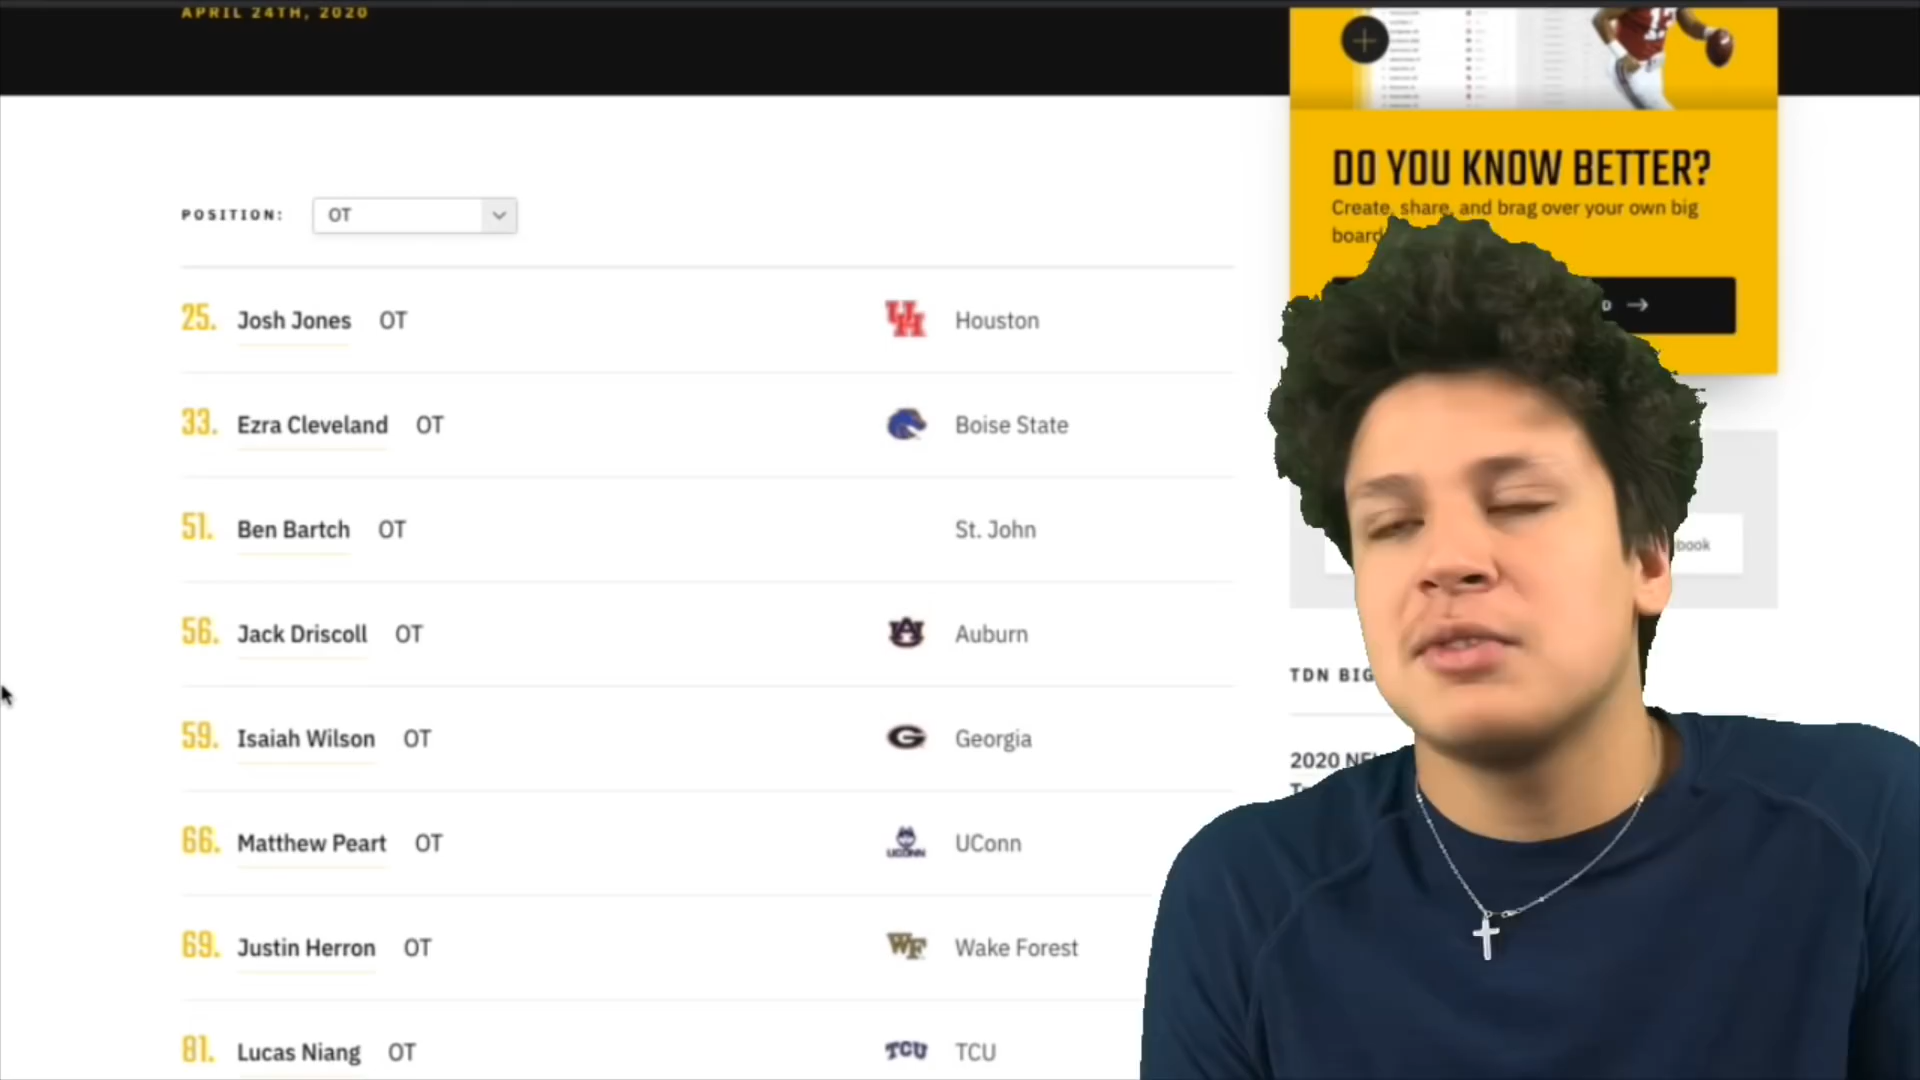 APRIL 24TH, 2020
POSITION: OT
25. Josh Jones OT Houston
33. Ezra Cleveland OT Boise State
51. Ben Bartch OT St. John
56. Jack Driscoll OT Auburn
59. Isaiah Wilson OT Georgia
66. Matthew Peart OT UCONN UConn
69. Justin Herron OT WF Wake Forest
81. Lucas Niang OT TCU TCU
DO YOU KNOW BETTER?
Create, share, and brag over your own big
board
TDN BIG
2020